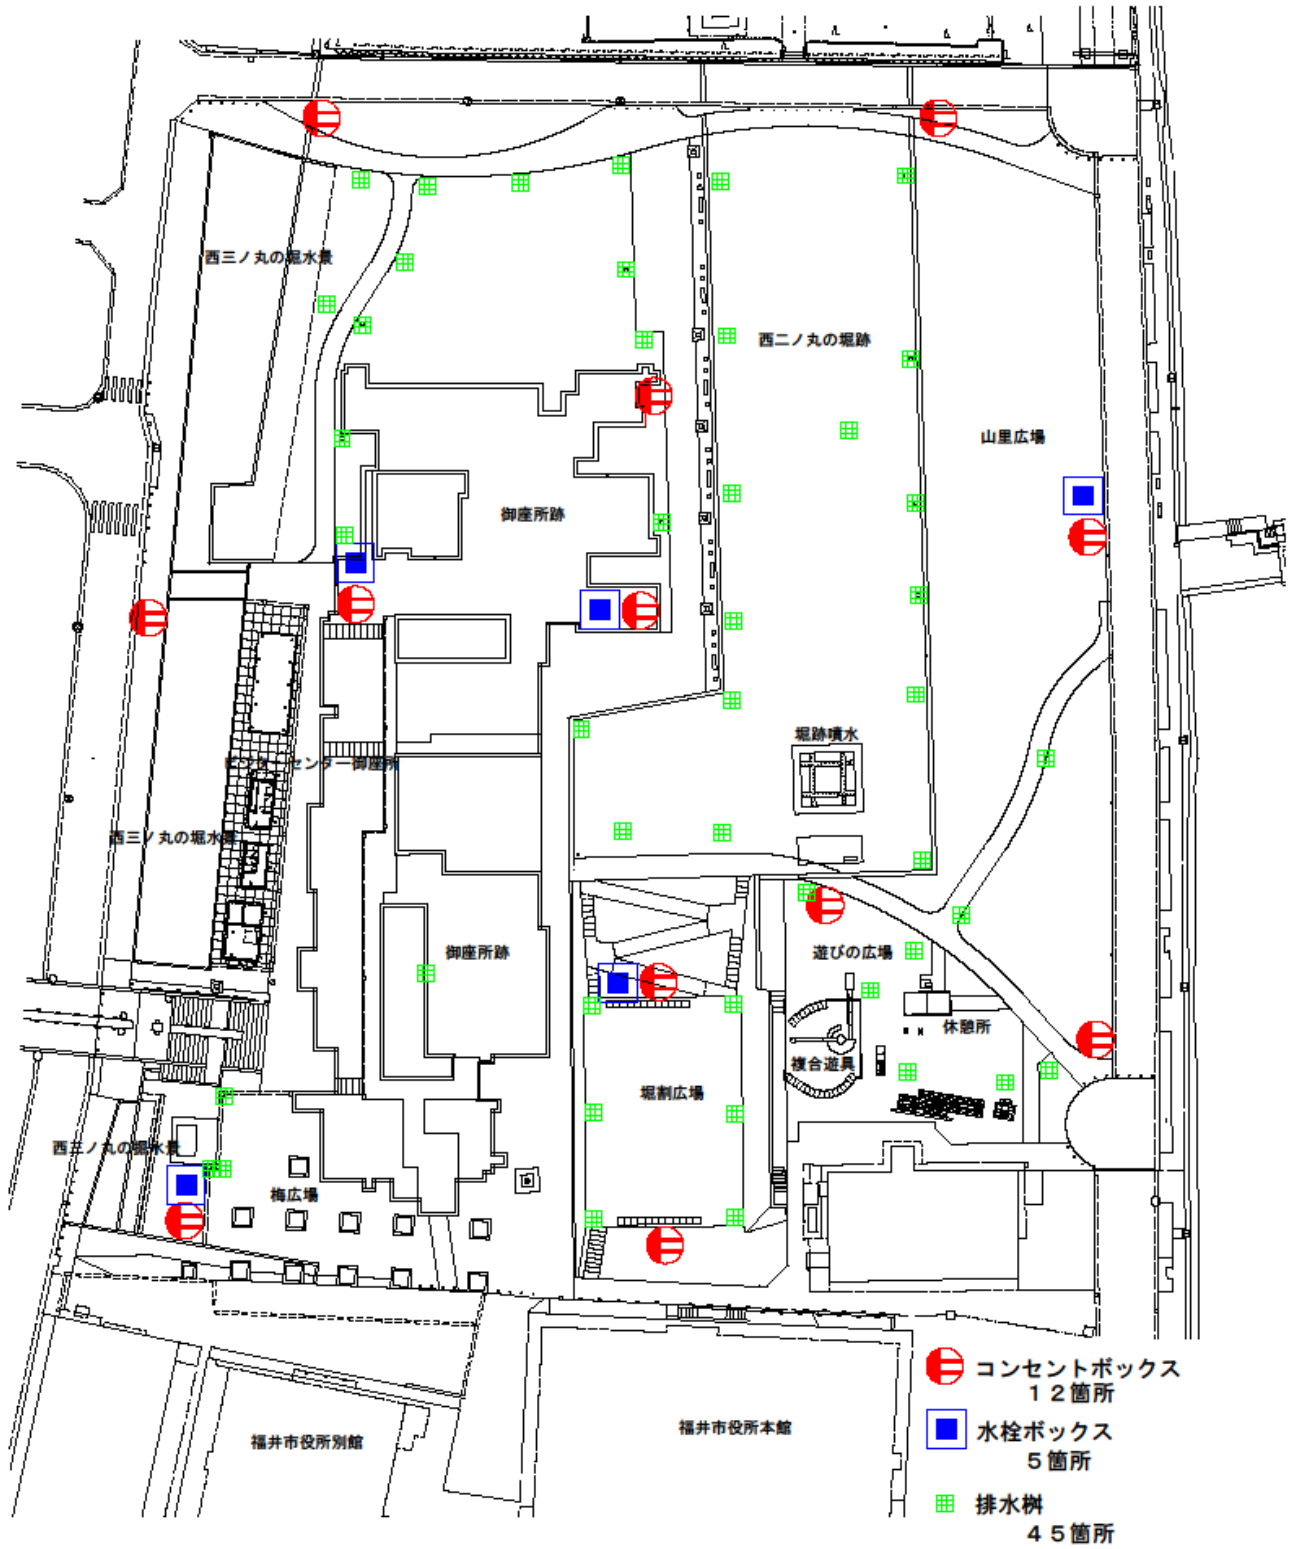 西三ノ丸の堀水景
西二ノ丸の堀跡
山里広場
御座所跡
堀跡噴水
ビジターセンター御座所
西三ノ丸の堀水景
御座所跡
遊びの広場
休憩所
複合遊具
堀割広場
西三ノ丸の堀水景
梅広場
コンセントボックス
12箇所
福井市役所別館
福井市役所本館
水栓ボックス
5箇所
排水桝
45箇所